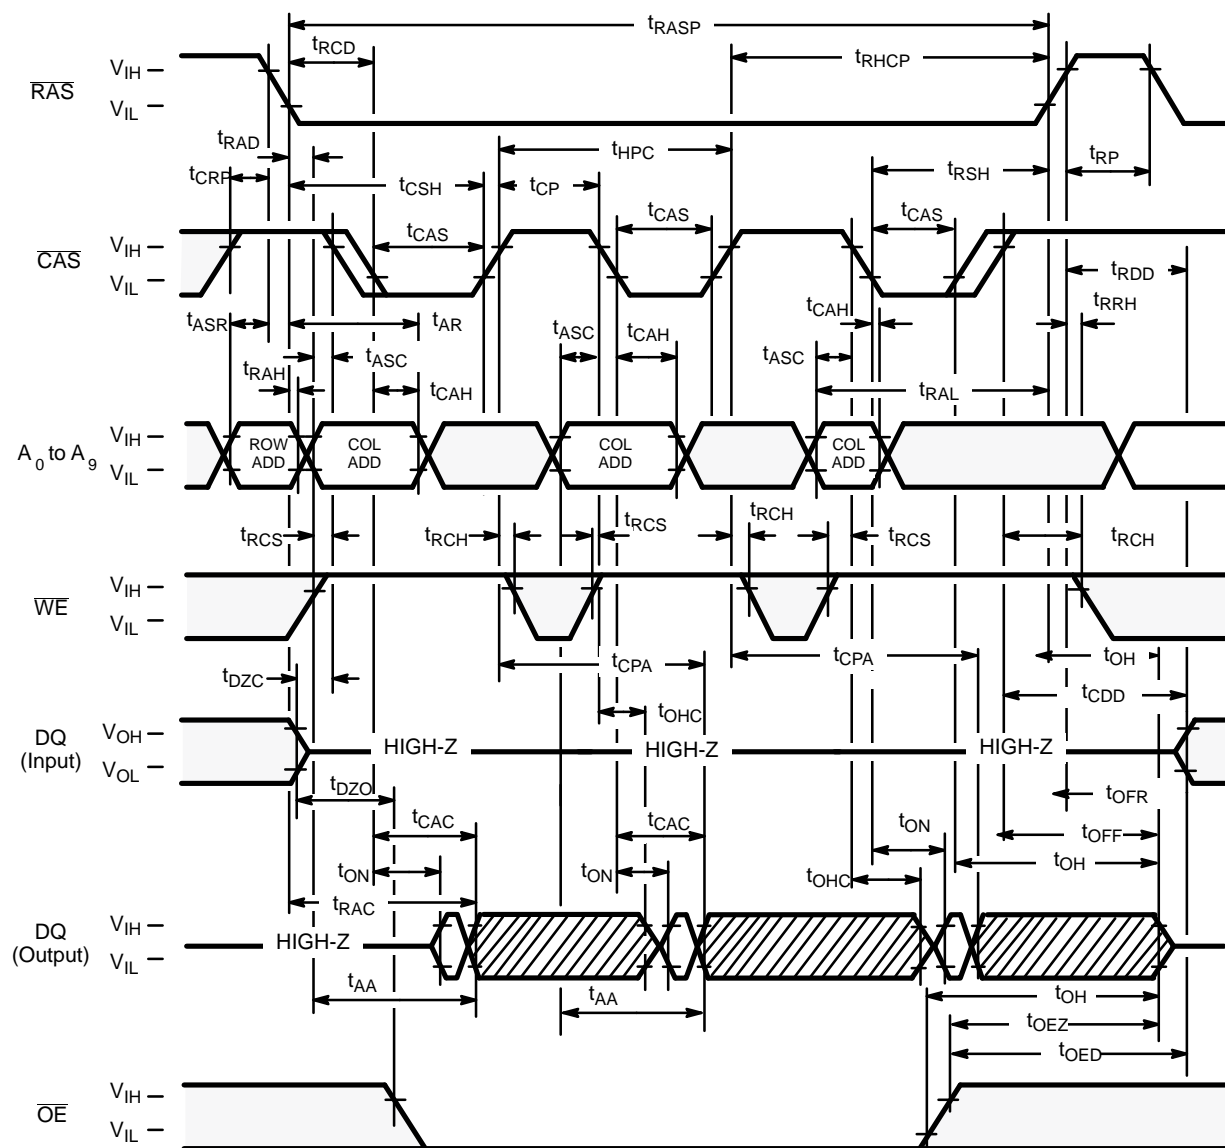 tRASP
tRCD
tRHCP
RAS
VIH
VIL
tRAD
tHPC
tCRP
tCSH
tCP
tRSH
tRP
tCAS
tCAS
tCAS
CAS
VIH
VIL
tRDD
tASR
tAR
tASC
tCAH
tCAH
tRRH
tRAH
tASC
tCAH
tASC
tRAL
A0 to A9
VIH
VIL
ROW ADD
COL ADD
COL ADD
COL ADD
tRCS
tRCH
tRCS
tRCH
tRCS
tRCH
WE
VIH
VIL
tDZC
tCPA
tCPA
tOH
tCDD
tOHC
DQ (Input)
VOH
VOL
HIGH-Z
HIGH-Z
HIGH-Z
tDZO
tOFR
tCAC
tCAC
tON
tOFF
tON
tON
tOHC
tOH
tRAC
DQ (Output)
VIH
VIL
HIGH-Z
tAA
tAA
tOH
tOEZ
tOED
OE
VIH
VIL